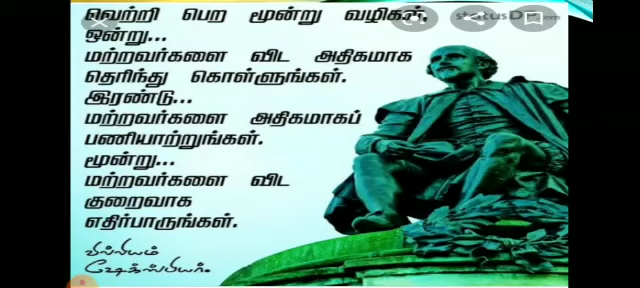 வெற்றி பெற மூன்று வழிகள்,
ஒன்று...
மற்றவர்களை விட அதிகமாக
தெரிந்து கொள்ளுங்கள்.
இரண்டு...
மற்றவர்களை அதிகமாகப்
பணியாற்றுங்கள்.
மூன்று...
மற்றவர்களை விட
குறைவாக
எதிர்பாருங்கள்.
வில்லியம்
ஷேக்ஸ்பியர்.